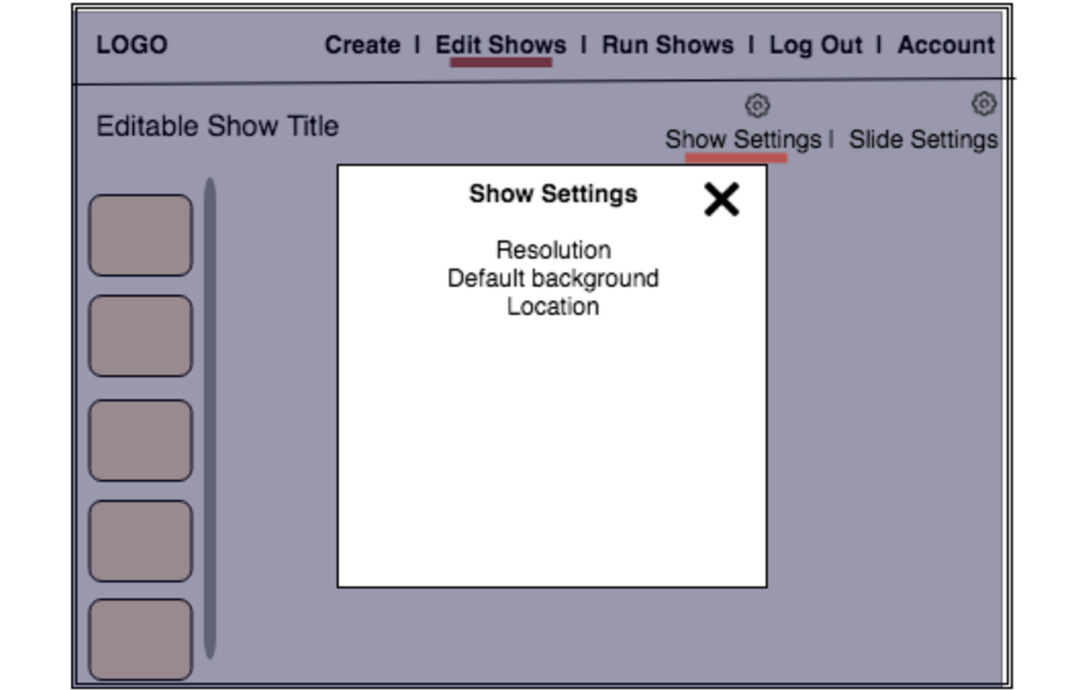 LOGO
Create | Edit Shows | Run Shows | Log Out | Account
Editable Show Title
Show Settings | Slide Settings
Show Settings
Resolution
Default background
Location